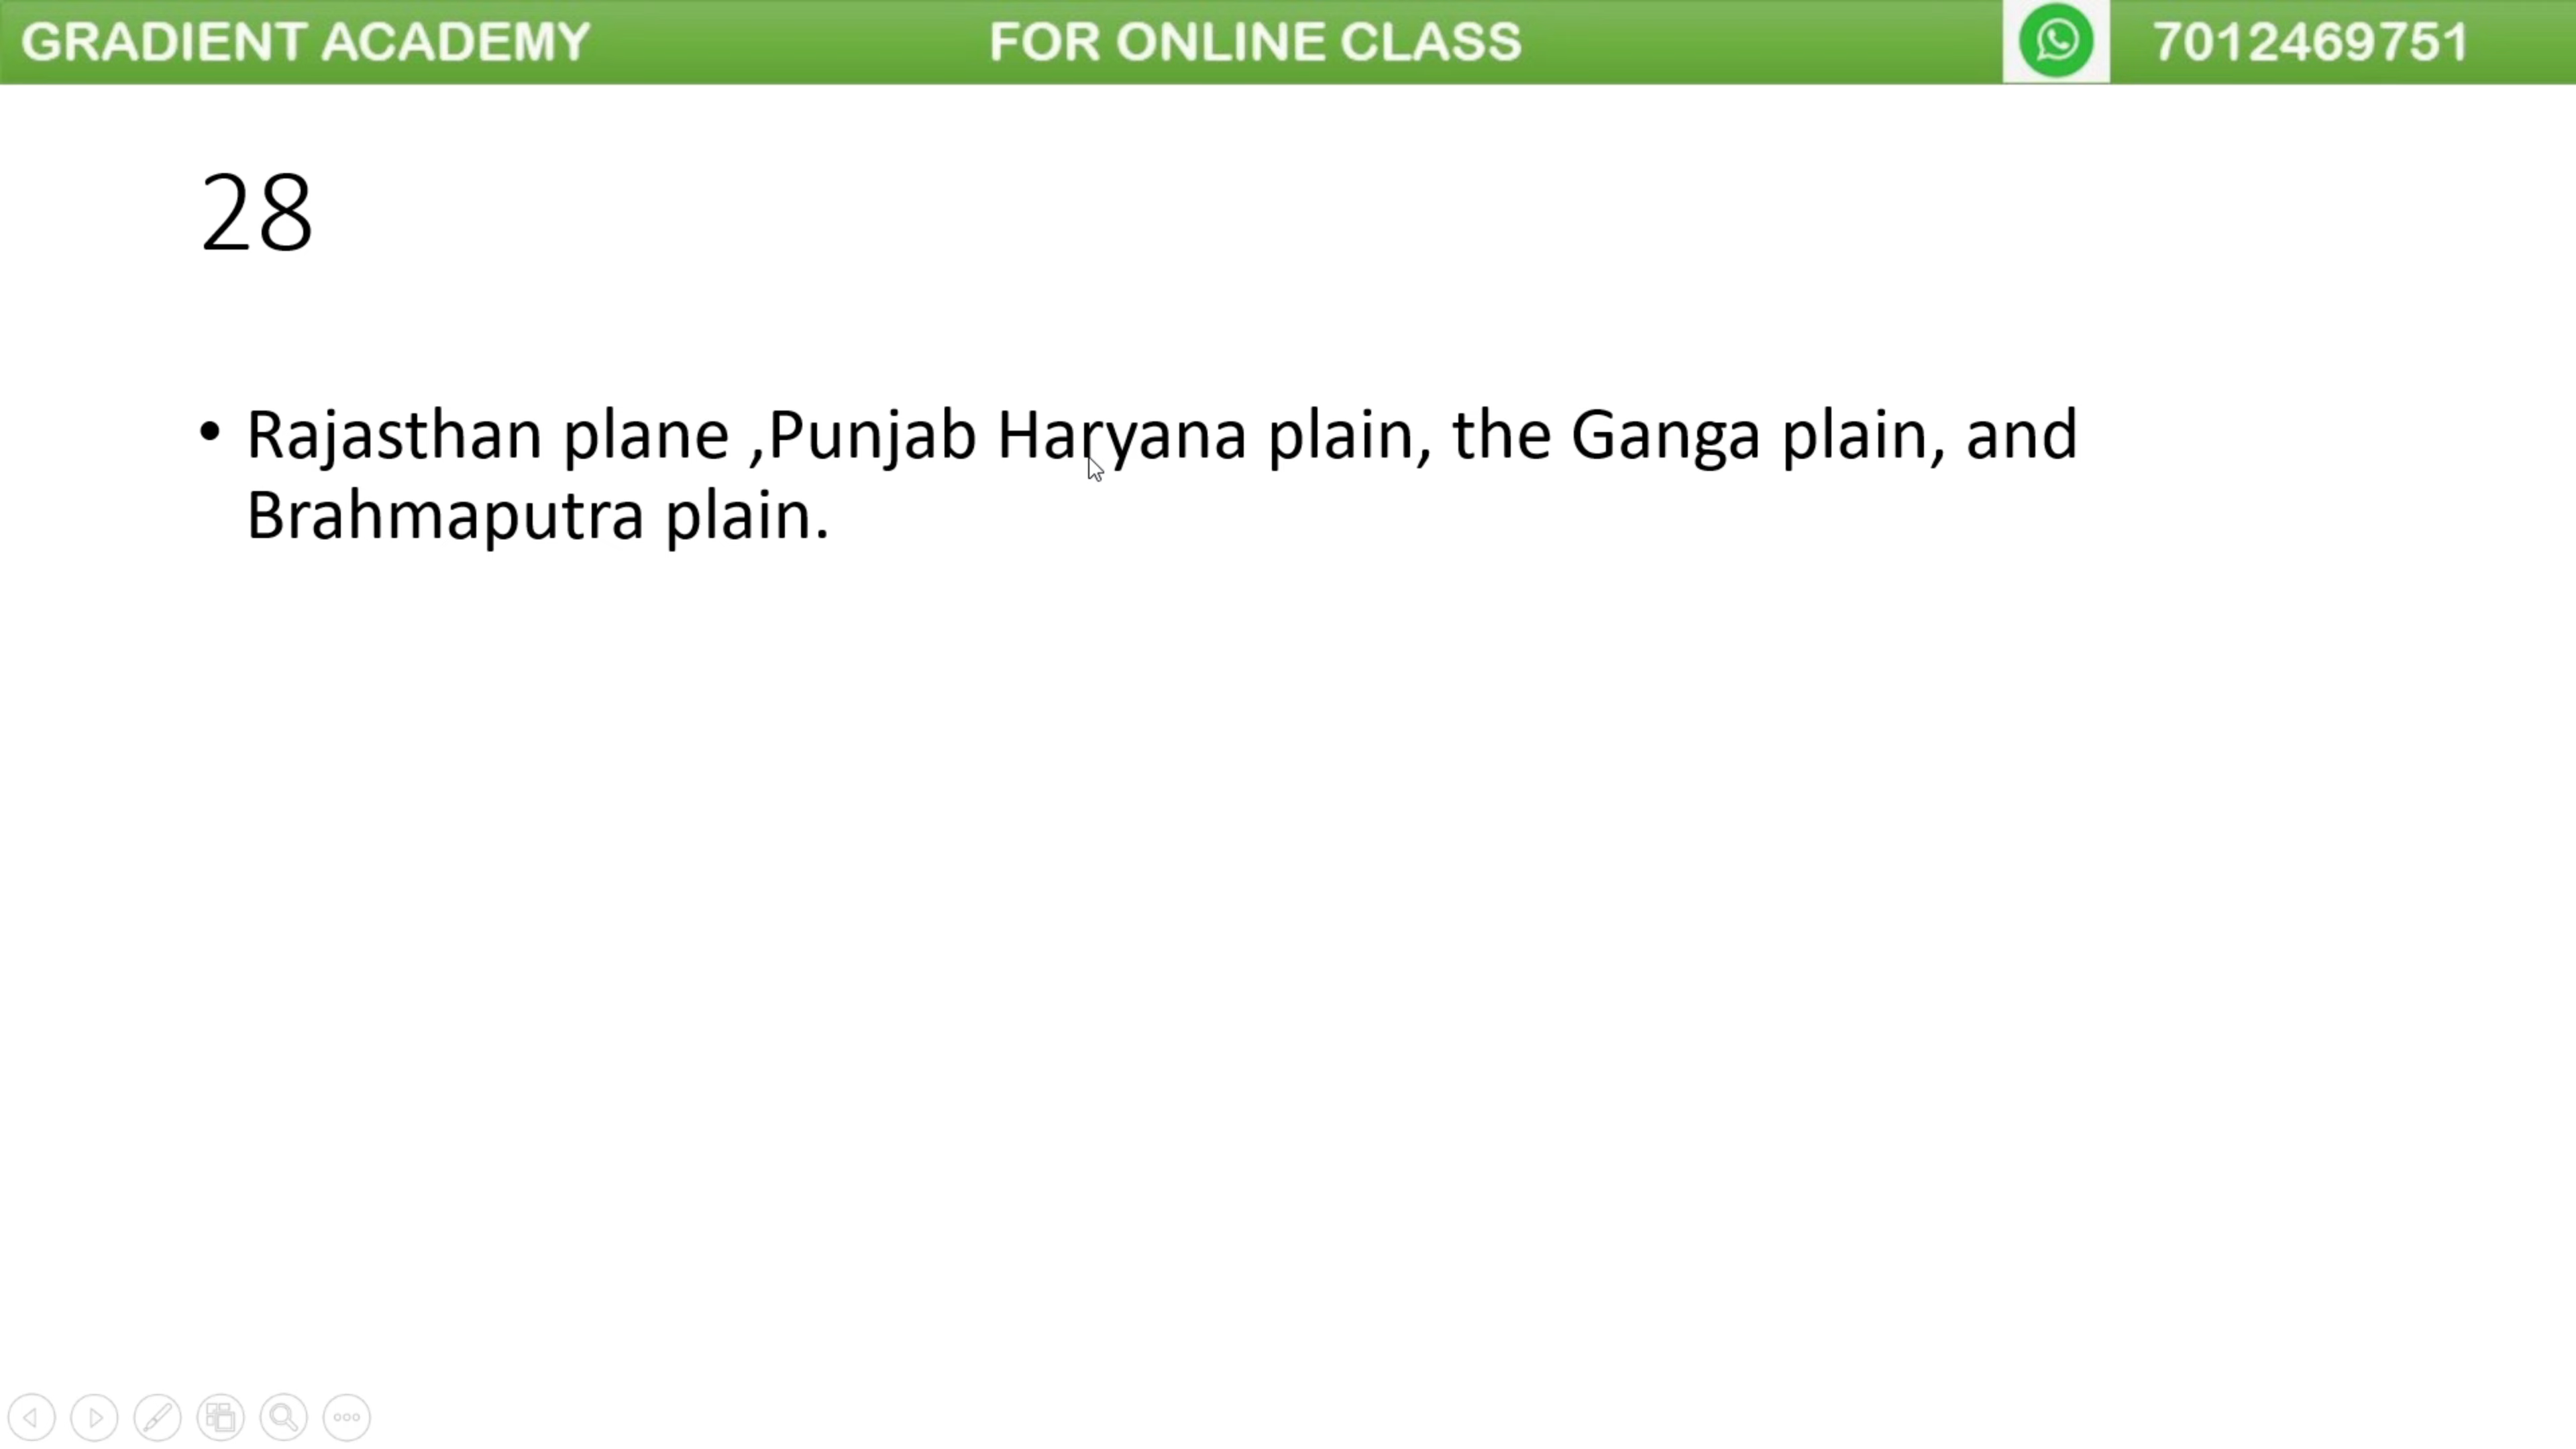 GRADIENT ACADEMY FOR ONLINE CLASS 7012469751
28
• Rajasthan plane ,Punjab Haryana plain, the Ganga plain, and
Brahmaputra plain.